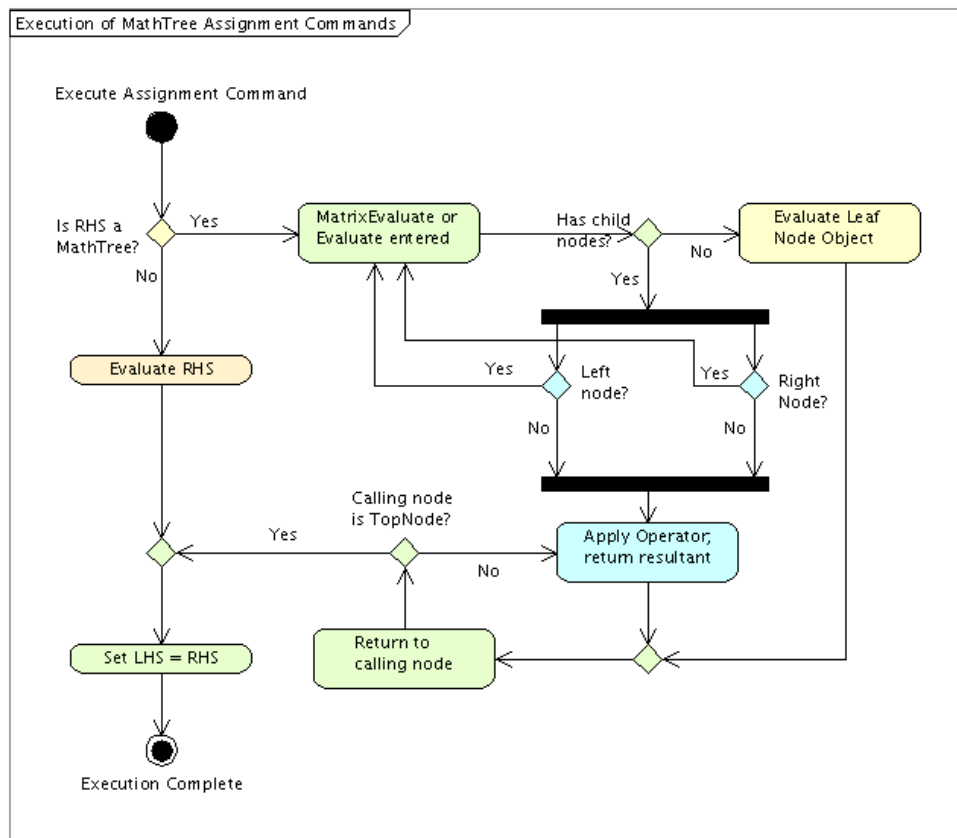 Execution of MathTree Assignment Commands
Execute Assignment Command
Is RHS a
MathTree?
Yes
No
MatrixEvaluate or
Evaluate entered
Has child
nodes?
No
Yes
Evaluate Leaf
Node Object
Evaluate RHS
Yes
Left
node?
No
Yes
Right
Node?
No
Calling node
is TopNode?
Yes
No
Apply Operator;
return resultant
Return to
calling node
Set LHS = RHS
Execution Complete